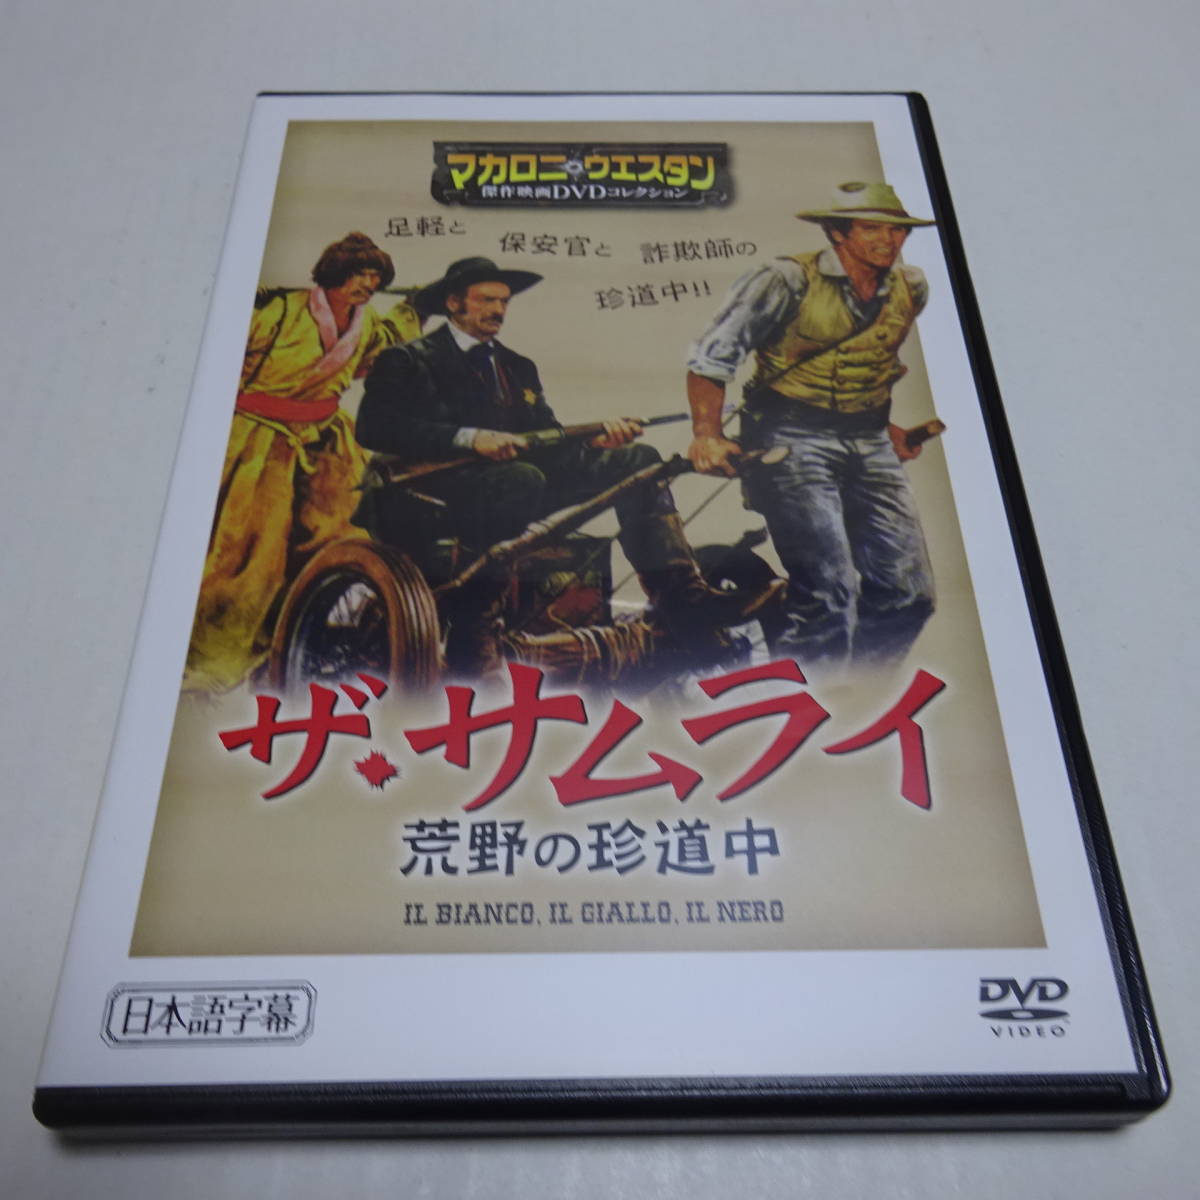 マカロニ・ウエスタン
傑作映画DVDコレクション
足軽と
保安官と
詐欺師の
珍道中!!
ザ・サムライ
荒野の珍道中
IL BIANCO, IL GIALLO, IL NERO
日本語字幕
DVD
VIDEO